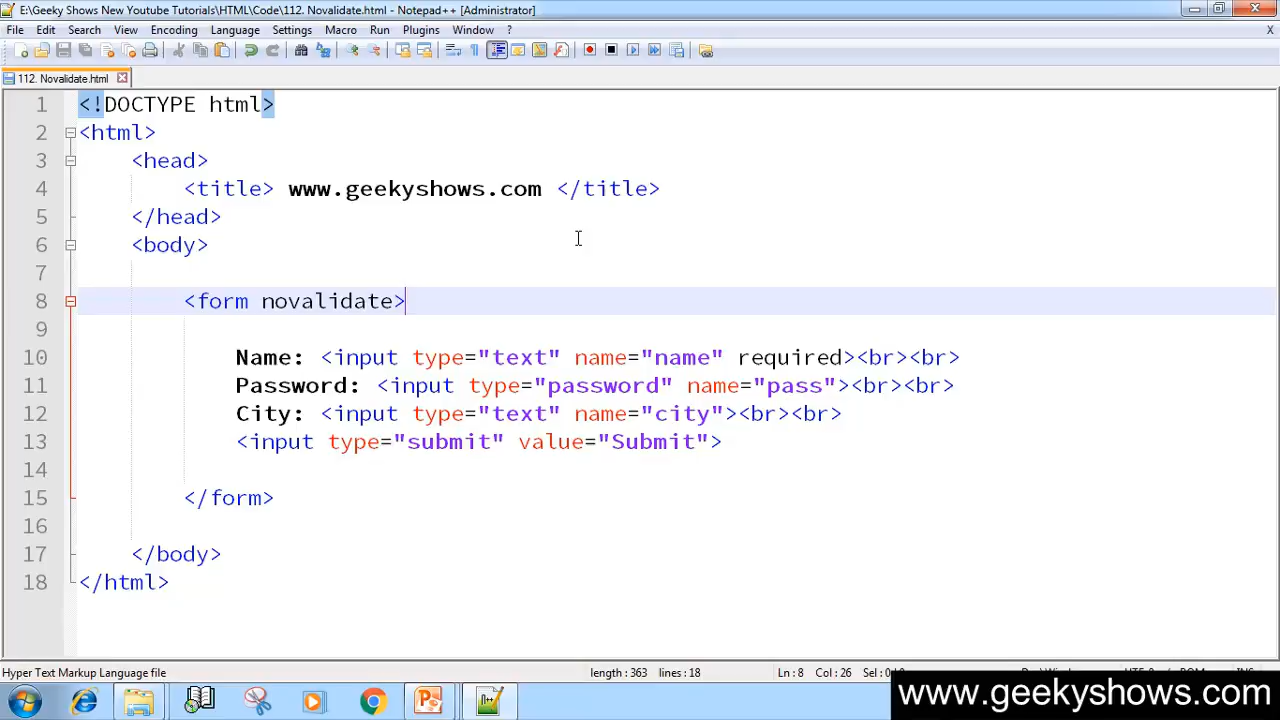 E:\Geeky Shows New Youtube Tutorials\HTML\Code\112. Novalidate.html - Notepad++ [Administrator]
File Edit Search View Encoding Language Settings Macro Run Plugins Window ? X
112. Novalidate.html
1 <!DOCTYPE html>
2 <html>
3 <head>
4 <title> www.geekyshows.com </title>
5 </head>
6 <body>
7
8 <form novalidate>
9
10 Name: <input type="text" name="name" required><br><br>
11 Password: <input type="password" name="pass"><br><br>
12 City: <input type="text" name="city"><br><br>
13 <input type="submit" value="Submit">
14
15 </form>
16
17 </body>
18 </html>
Hyper Text Markup Language file length : 363 lines : 18 Ln : 8 Col : 26
www.geekyshows.com